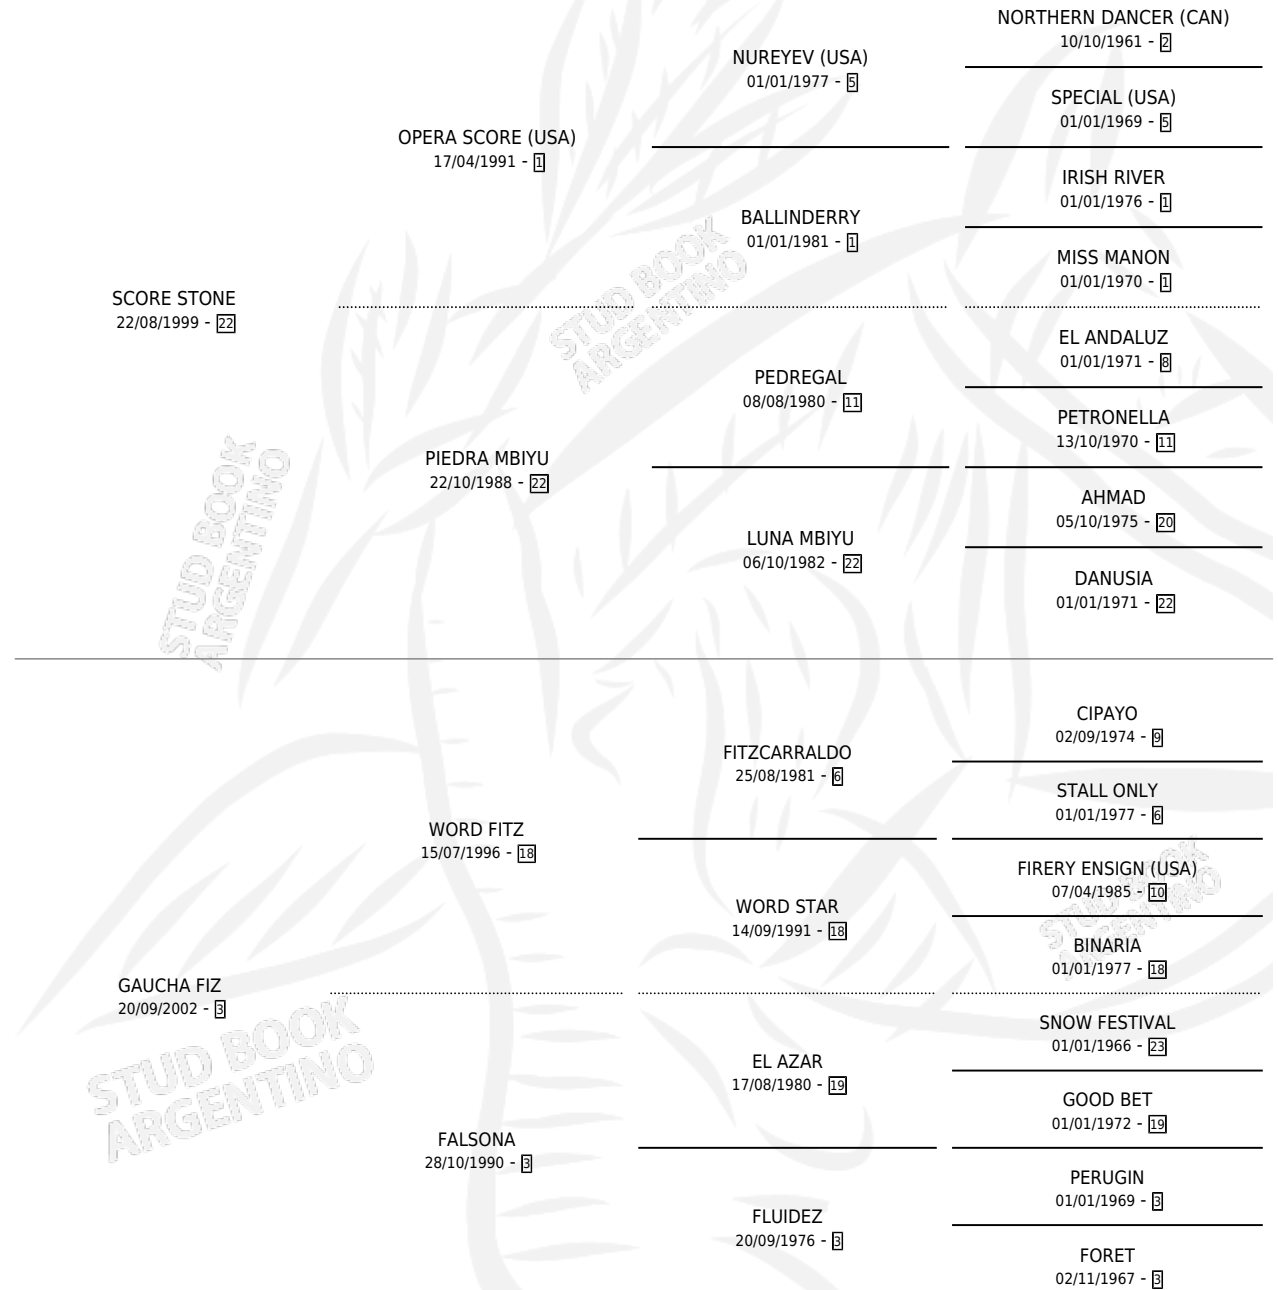 NORTHERN DANCER (CAN)
10/10/1961 - 2
NUREYEV (USA)
01/01/1977 - 5
SPECIAL (USA)
01/01/1969 - 5
OPERA SCORE (USA)
17/04/1991 - 1
IRISH RIVER
01/01/1976 - 1
BALLINDERRY
01/01/1981 - 1
MISS MANON
01/01/1970 - 1
SCORE STONE
22/08/1999 - 22
EL ANDALUZ
01/01/1971 - 8
PEDREGAL
08/08/1980 - 11
PETRONELLA
13/10/1970 - 11
PIEDRA MBIYU
22/10/1988 - 22
AHMAD
05/10/1975 - 20
LUNA MBIYU
06/10/1982 - 22
DANUSIA
01/01/1971 - 22
CIPAYO
02/09/1974 - 9
FITZCARRALDO
25/08/1981 - 6
STALL ONLY
01/01/1977 - 6
WORD FITZ
15/07/1996 - 18
FIRERY ENSIGN (USA)
07/04/1985 - 10
WORD STAR
14/09/1991 - 18
BINARIA
01/01/1977 - 18
GAUCHA FIZ
20/09/2002 - 3
SNOW FESTIVAL
01/01/1966 - 23
EL AZAR
17/08/1980 - 19
GOOD BET
01/01/1972 - 19
FALSONA
28/10/1990 - 3
PERUGIN
01/01/1969 - 3
FLUIDEZ
20/09/1976 - 3
FORET
02/11/1967 - 3
STUD BOOK
ARGENTINO
STUD BOOK
ARGENTINO
STUD BOOK
ARGENTINO
STUD BOOK
ARGENTINO